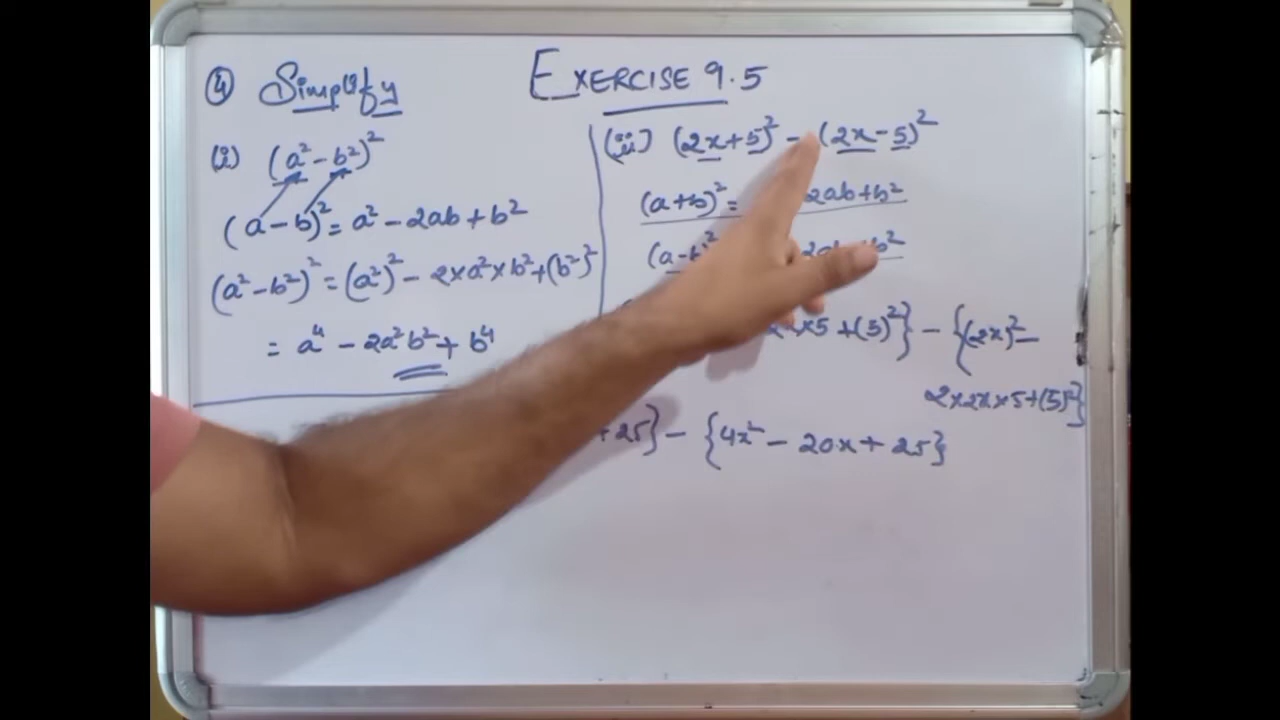 EXERCISE 9.5
④ Simplify
(i) (a² - b²)²
(a - b)² = a² - 2ab + b²
(a² - b²)² = (a²)² - 2×a²×b² + (b²)²
= a⁴ - 2a²b² + b⁴
(ii) (2x+5)² - (2x-5)²
(a+b)² = 2ab+b²
(a-b)² b²
×5 + (5)²} - {(2x)² -
2×2x×5+(5)²}
+25} - {4x² - 20x + 25}